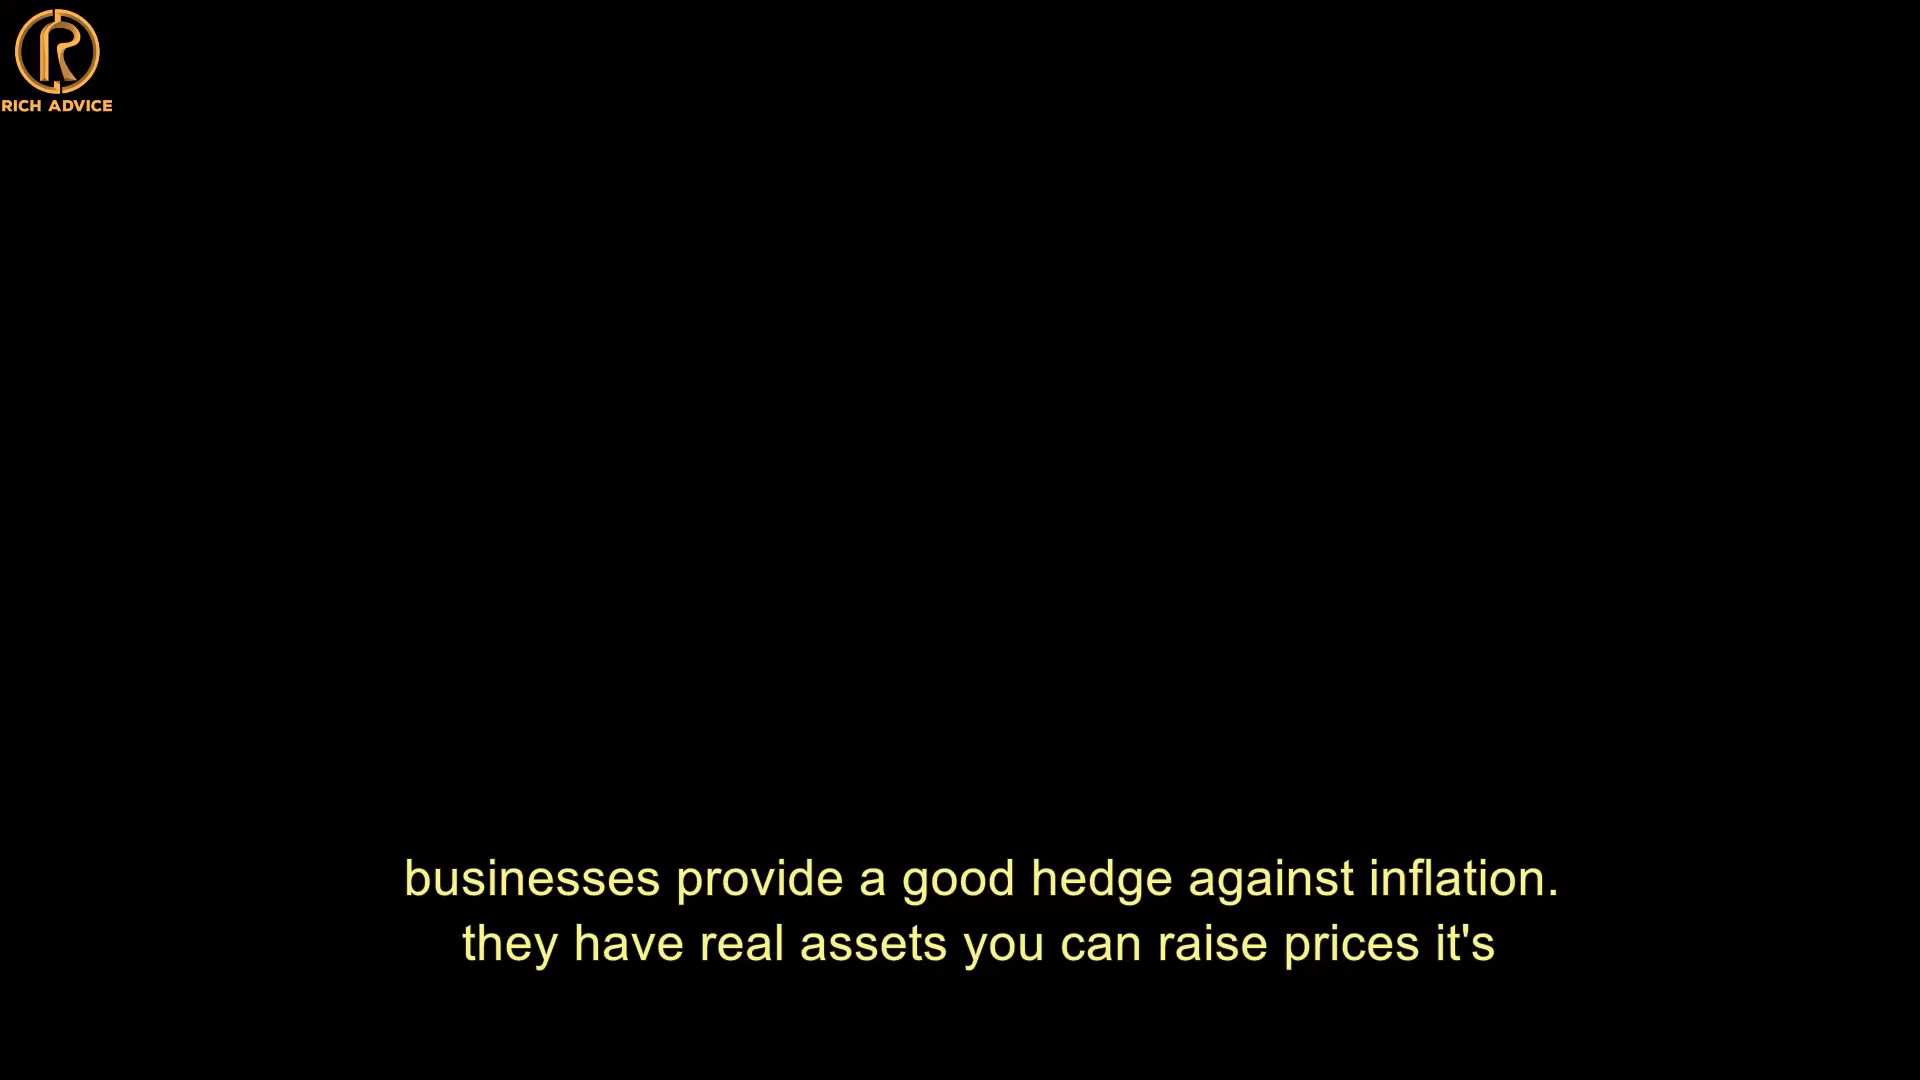 RICH ADVICE
businesses provide a good hedge against inflation.
they have real assets you can raise prices it's